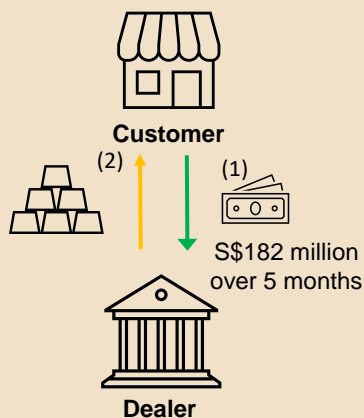 Customer
(2)
(1)
S$182 million
over 5 months
Dealer